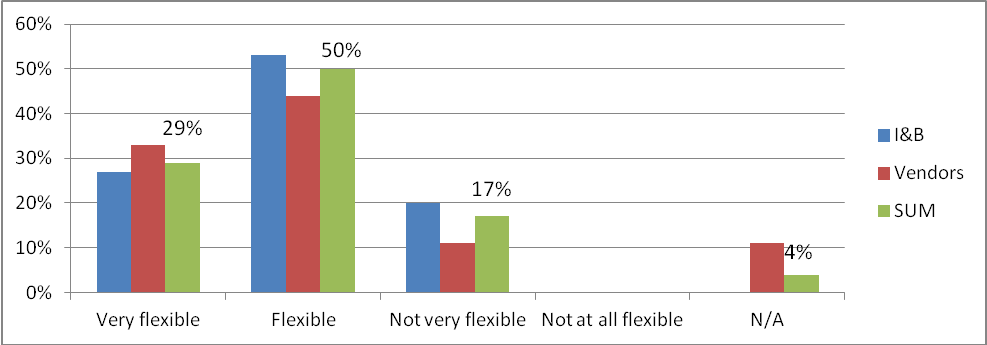 60%
50%
40%
30%
20%
10%
0%
29%
50%
17%
4%
Very flexible
Flexible
Not very flexible
Not at all flexible
N/A
I&B
Vendors
SUM